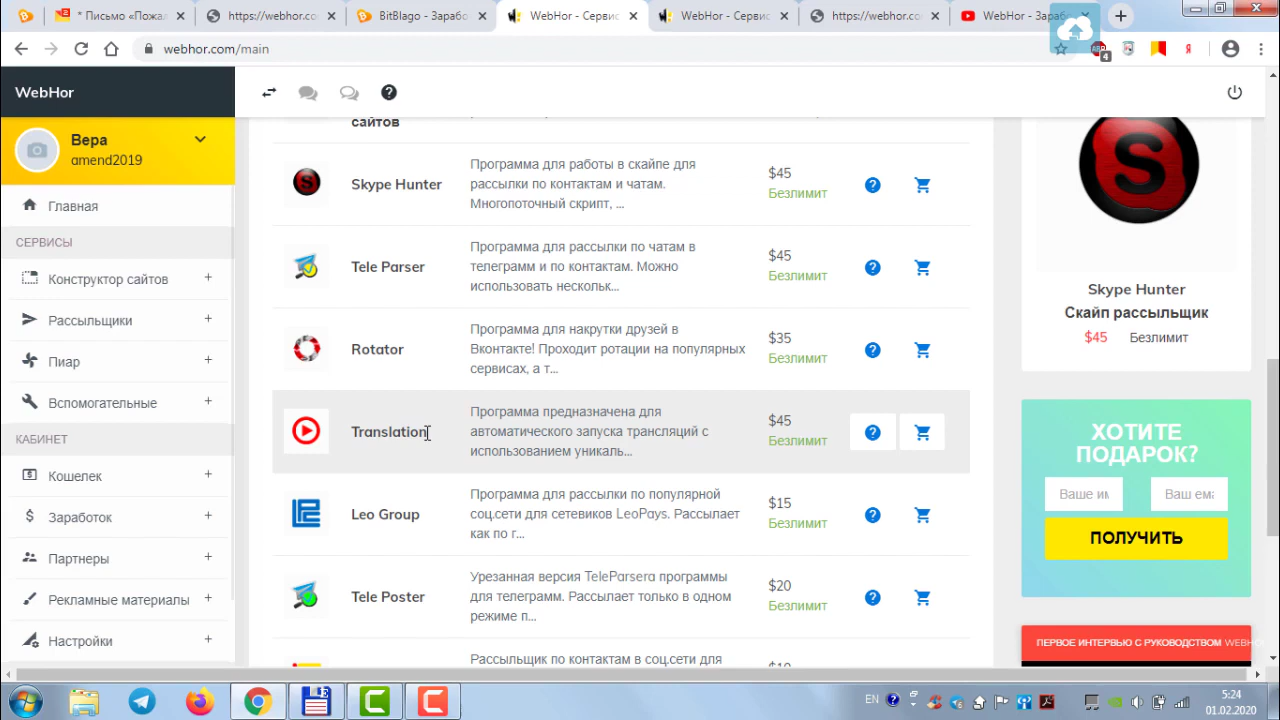 * Письмо «Пожа
https://webhor.c
BitBlago - Зарабо
WebHor - Сервис
WebHor - Сервис
https://webhor.c
WebHor - Зараб
webhor.com/main
4
WebHor
Вера
amend2019
Главная
СЕРВИСЫ
Конструктор сайтов +
Рассыльщики +
Пиар +
Вспомогательные +
КАБИНЕТ
Кошелек +
Заработок +
Партнеры +
Рекламные материалы +
Настройки +
сайтов
Skype Hunter
Программа для работы в скайпе для
рассылки по контактам и чатам.
Многопоточный скрипт, ...
$45
Безлимит
Tele Parser
Программа для рассылки по чатам в
телеграмм и по контактам. Можно
использовать нескольк...
$45
Безлимит
Rotator
Программа для накрутки друзей в
Вконтакте! Проходит ротации на популярных
сервисах, а т...
$35
Безлимит
Translation
Программа предназначена для
автоматического запуска трансляций с
использованием уникаль...
$45
Безлимит
Leo Group
Программа для рассылки по популярной
соц.сети для сетевиков LeoPays. Рассылает
как по г...
$15
Безлимит
Tele Poster
Урезанная версия TeleParserа программы
для телеграмм. Рассылает только в одном
режиме п...
$20
Безлимит
Рассыльщик по контактам в соц.сети для
$10
Skype Hunter
Скайп рассыльщик
$45 Безлимит
ХОТИТЕ
ПОДАРОК?
Ваше им
Ваш ема
ПОЛУЧИТЬ
ПЕРВОЕ ИНТЕРВЬЮ С РУКОВОДСТВОМ WEBHO
EN
5:24
01.02.2020